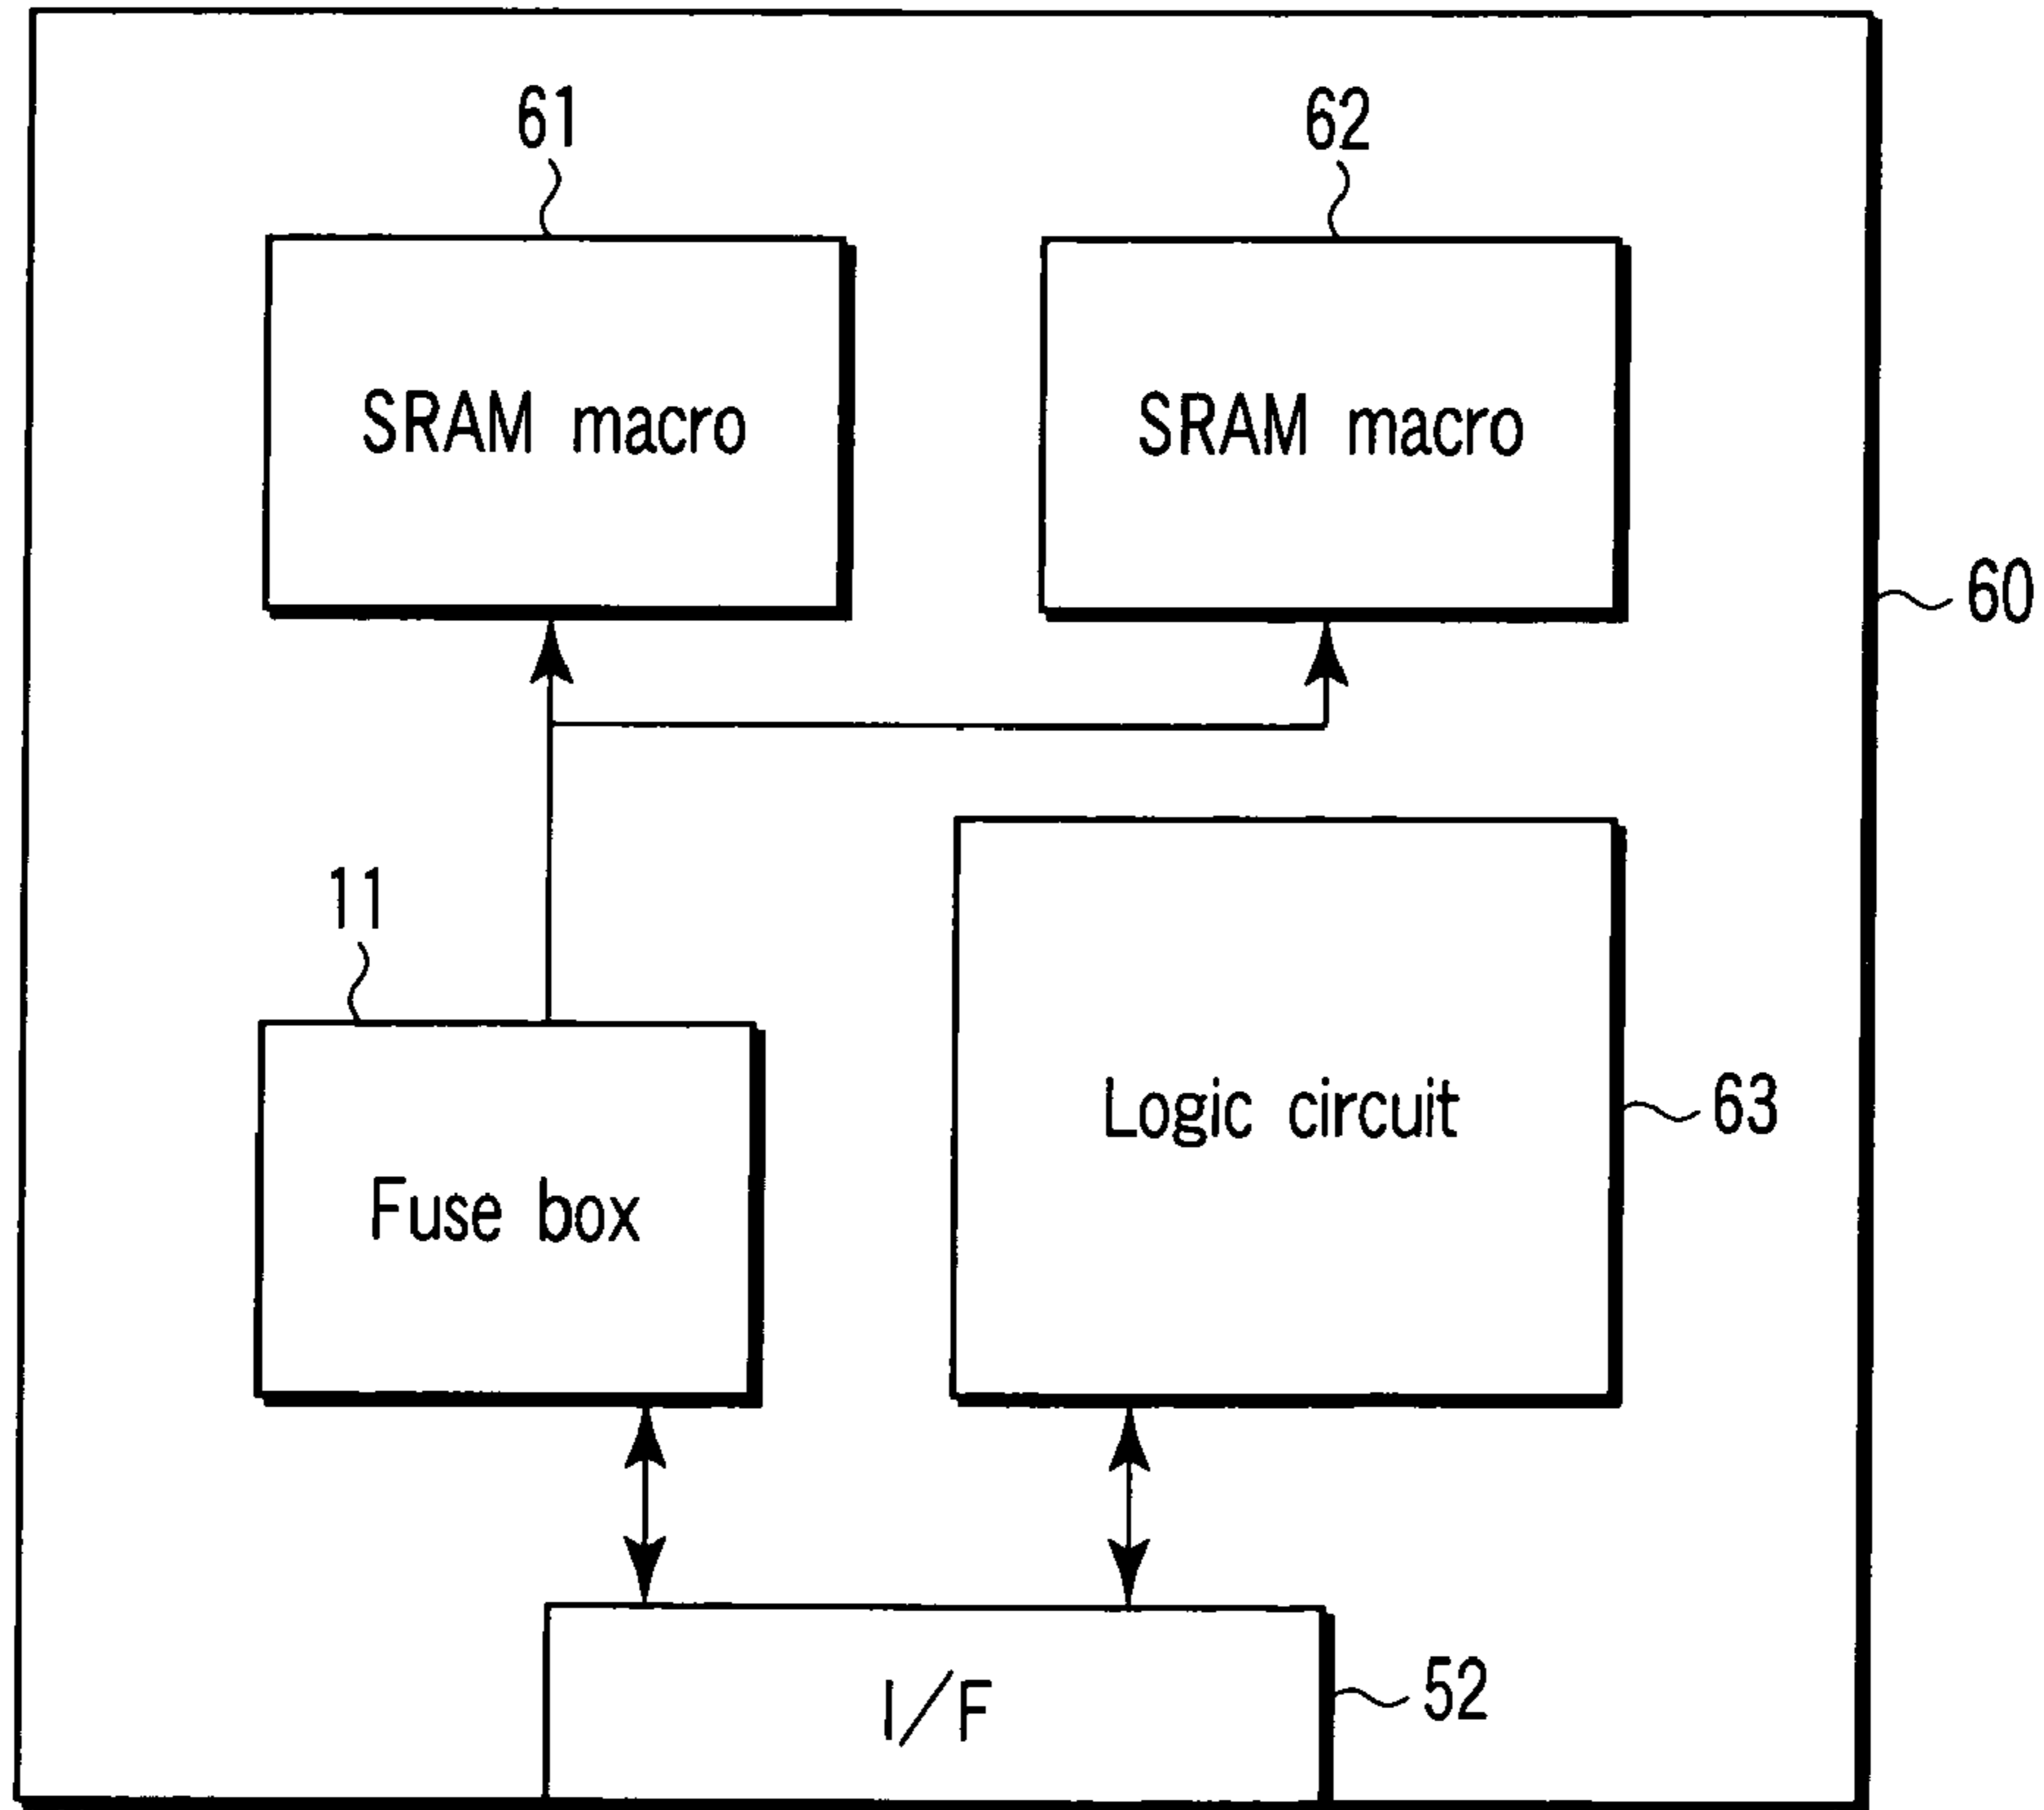 61
62
SRAM macro
SRAM macro
60
11
Logic circuit
63
Fuse box
I/F
52